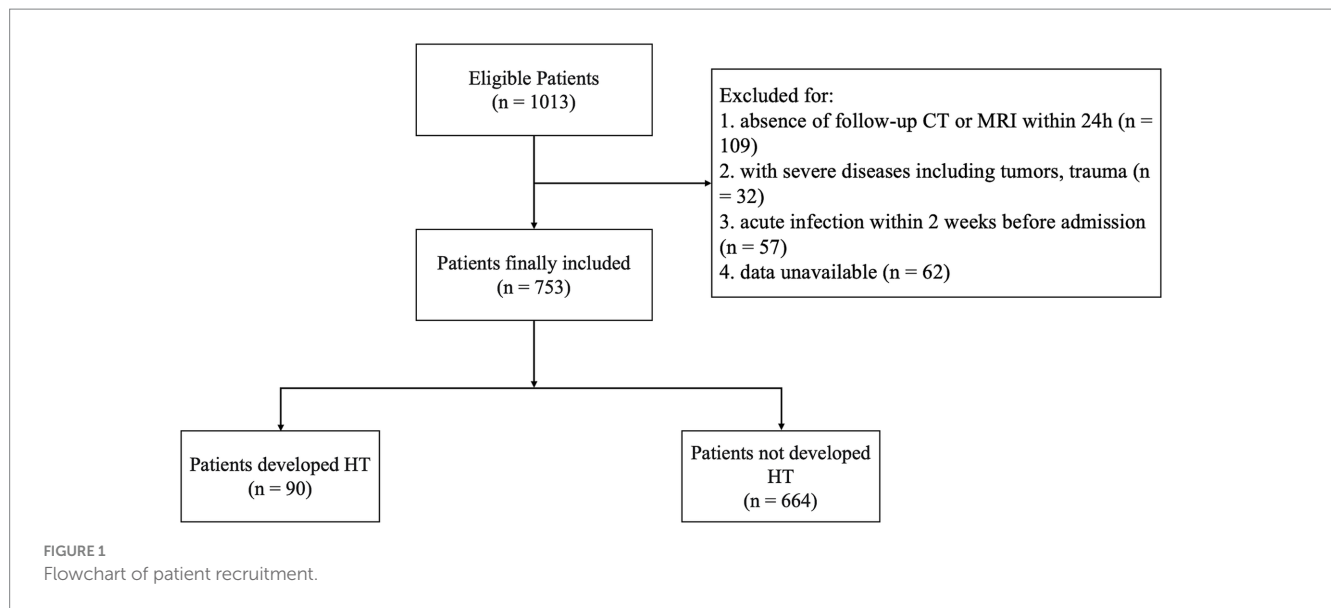 Eligible Patients
(n = 1013)
Excluded for:
1. absence of follow-up CT or MRI within 24h (n =
109)
2. with severe diseases including tumors, trauma (n
= 32)
3. acute infection within 2 weeks before admission
(n = 57)
4. data unavailable (n = 62)
Patients finally included
(n = 753)
Patients developed HT
(n = 90)
Patients not developed
HT
(n = 664)
FIGURE 1
Flowchart of patient recruitment.